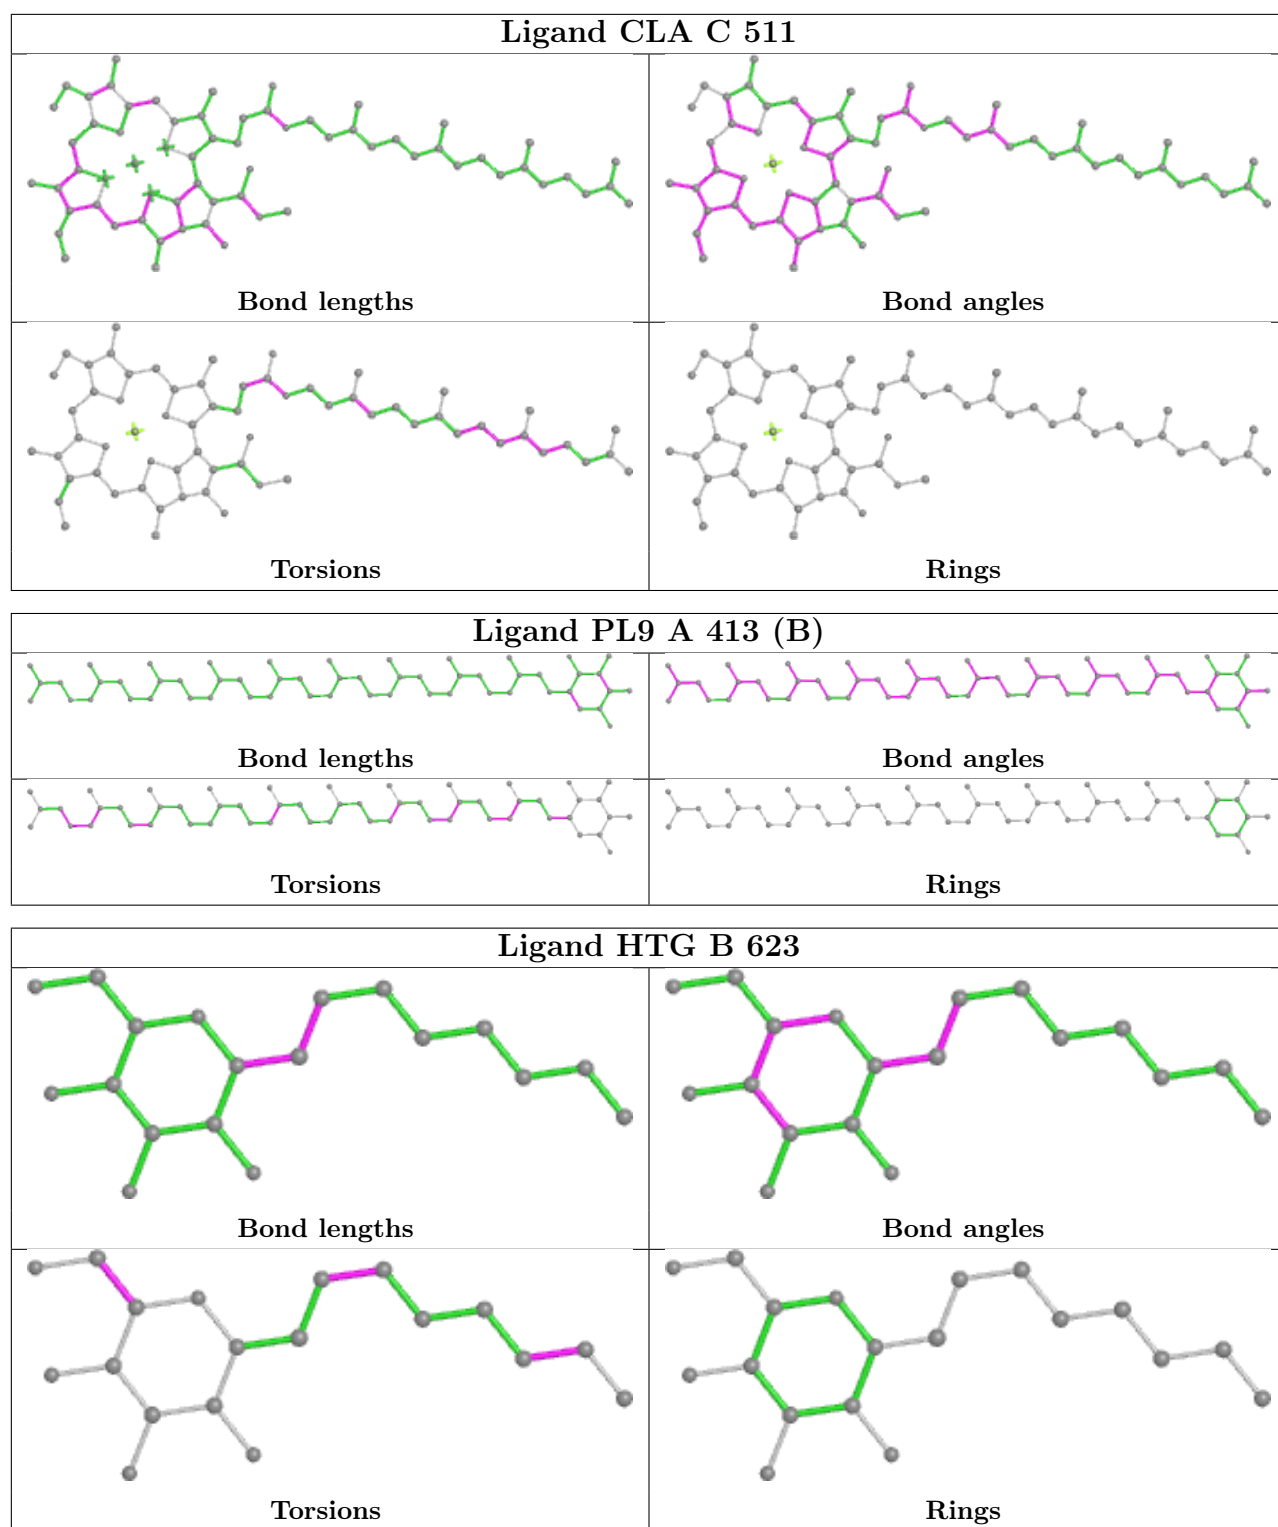 Ligand CLA C 511
Bond lengths
Bond angles
Torsions
Rings
Ligand PL9 A 413 (B)
Bond lengths
Bond angles
Torsions
Rings
Ligand HTG B 623
Bond lengths
Bond angles
Torsions
Rings